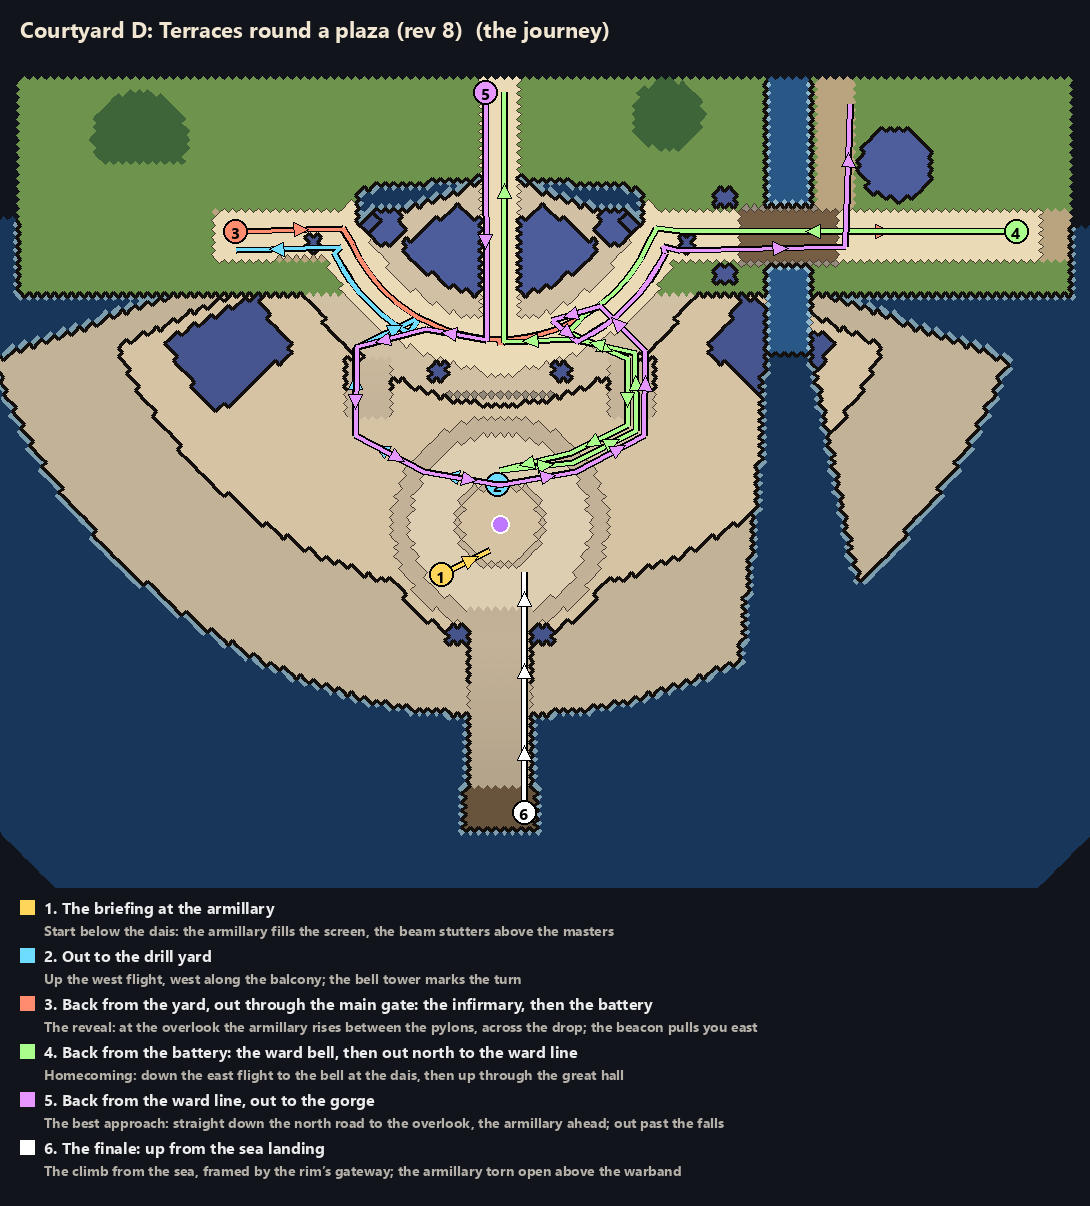 Courtyard D: Terraces round a plaza (rev 8)  (the journey)
5
3
4
2
1
6
1. The briefing at the armillary
Start below the dais: the armillary fills the screen, the beam stutters above the masters
2. Out to the drill yard
Up the west flight, west along the balcony; the bell tower marks the turn
3. Back from the yard, out through the main gate: the infirmary, then the battery
The reveal: at the overlook the armillary rises between the pylons, across the drop; the beacon pulls you east
4. Back from the battery: the ward bell, then out north to the ward line
Homecoming: down the east flight to the bell at the dais, then up through the great hall
5. Back from the ward line, out to the gorge
The best approach: straight down the north road to the overlook, the armillary ahead; out past the falls
6. The finale: up from the sea landing
The climb from the sea, framed by the rim’s gateway; the armillary torn open above the warband